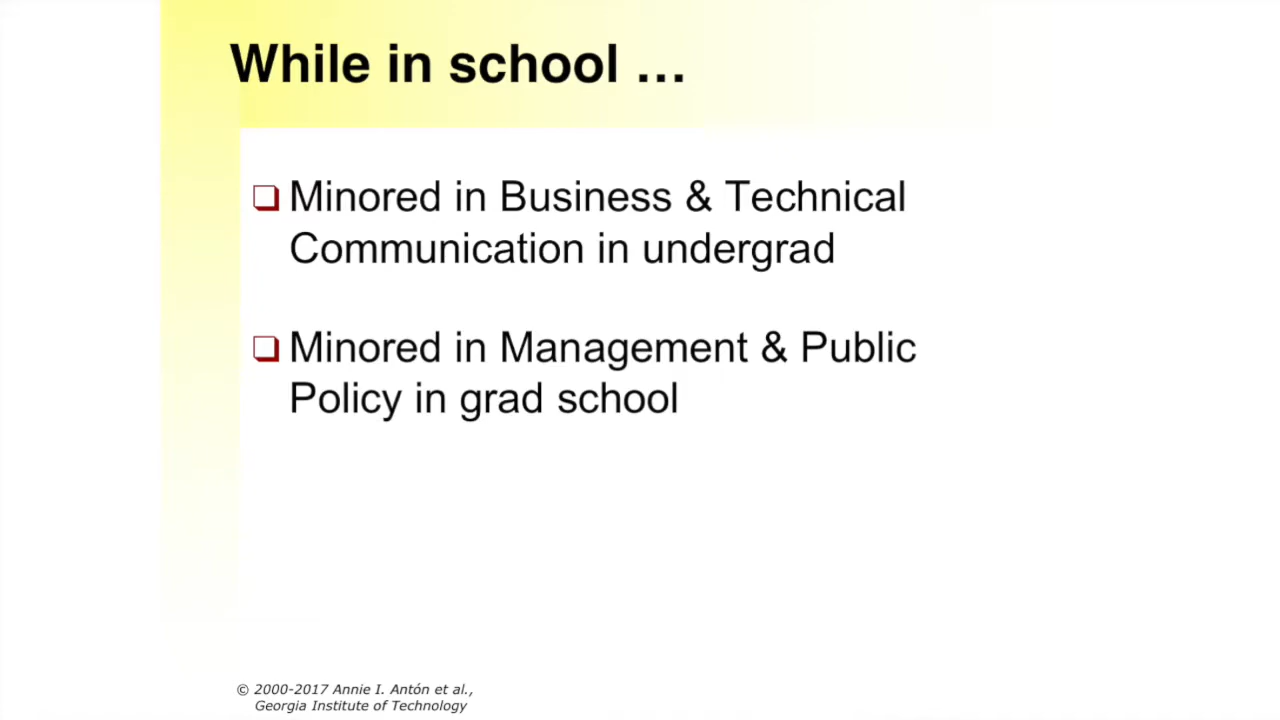 While in school …
Minored in Business & Technical
Communication in undergrad
Minored in Management & Public
Policy in grad school
© 2000-2017 Annie I. Antón et al.,
Georgia Institute of Technology